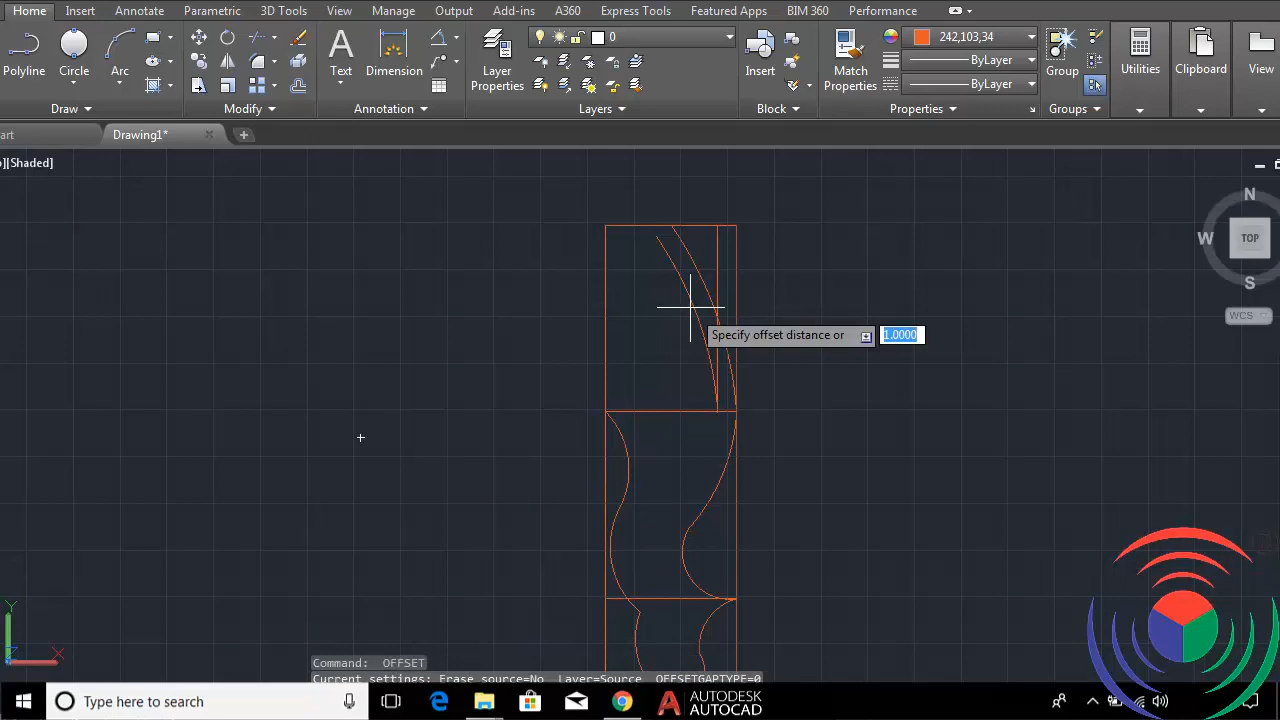 Home Insert Annotate Parametric 3D Tools View Manage Output Add-ins A360 Express Tools Featured Apps BIM 360 Performance
0
242,103,34
ByLayer
ByLayer
Polyline Circle Arc Text Dimension Layer Properties Insert Match Properties Group Utilities Clipboard View
Draw Modify Annotation Layers Block Properties Groups
art Drawing1*
][Shaded]
N
W TOP
S
WCS
Specify offset distance or 1.0000
Y
X
Z
Command: OFFSET
Current settings: Erase source=No Layer=Source OFFSETGAPTYPE=0
Type here to search
AUTODESK
AUTOCAD